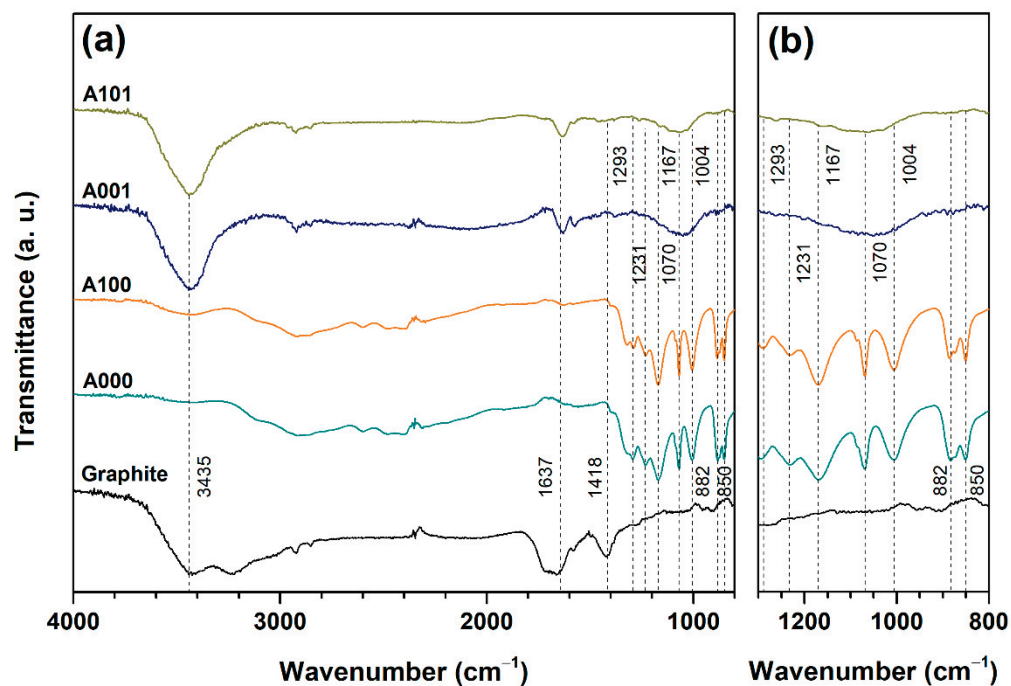 (a)
(b)
A101
1293
1167
1004
1293
1167
1004
A001
1231
1070
1231
1070
A100
A000
Graphite
3435
1637
1418
882
850
882
850
Transmittance (a. u.)
4000
3000
2000
1000
1200
1000
800
Wavenumber (cm⁻¹)
Wavenumber (cm⁻¹)